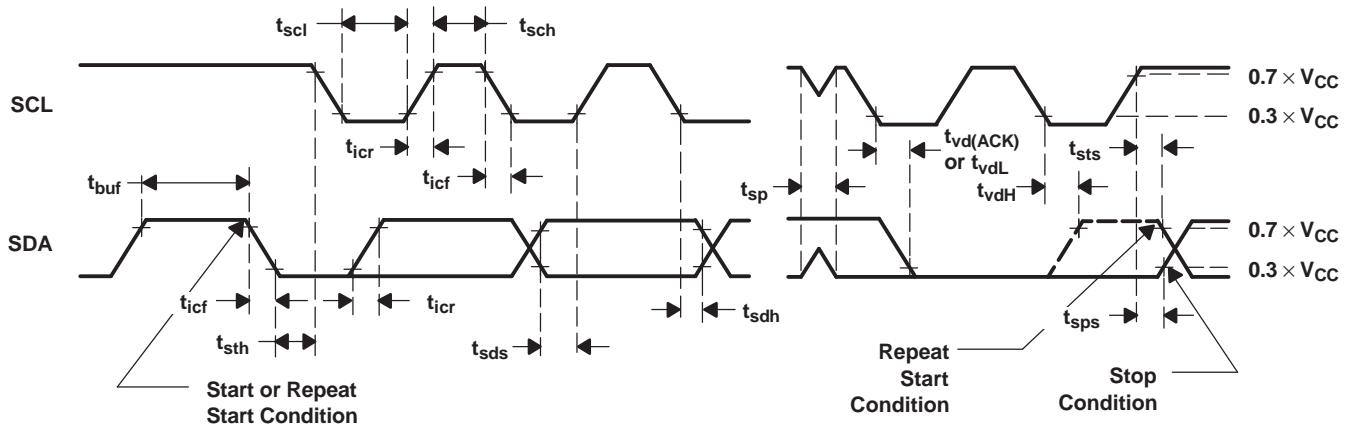 tscl
tsch
SCL
0.7 × VCC
0.3 × VCC
ticr
ticf
tvd(ACK)
or tvdL
tsts
tbuf
tsp
tvdH
SDA
0.7 × VCC
0.3 × VCC
ticf
ticr
tsdh
tsps
tsth
tsds
Start or Repeat
Start Condition
Repeat
Start
Condition
Stop
Condition